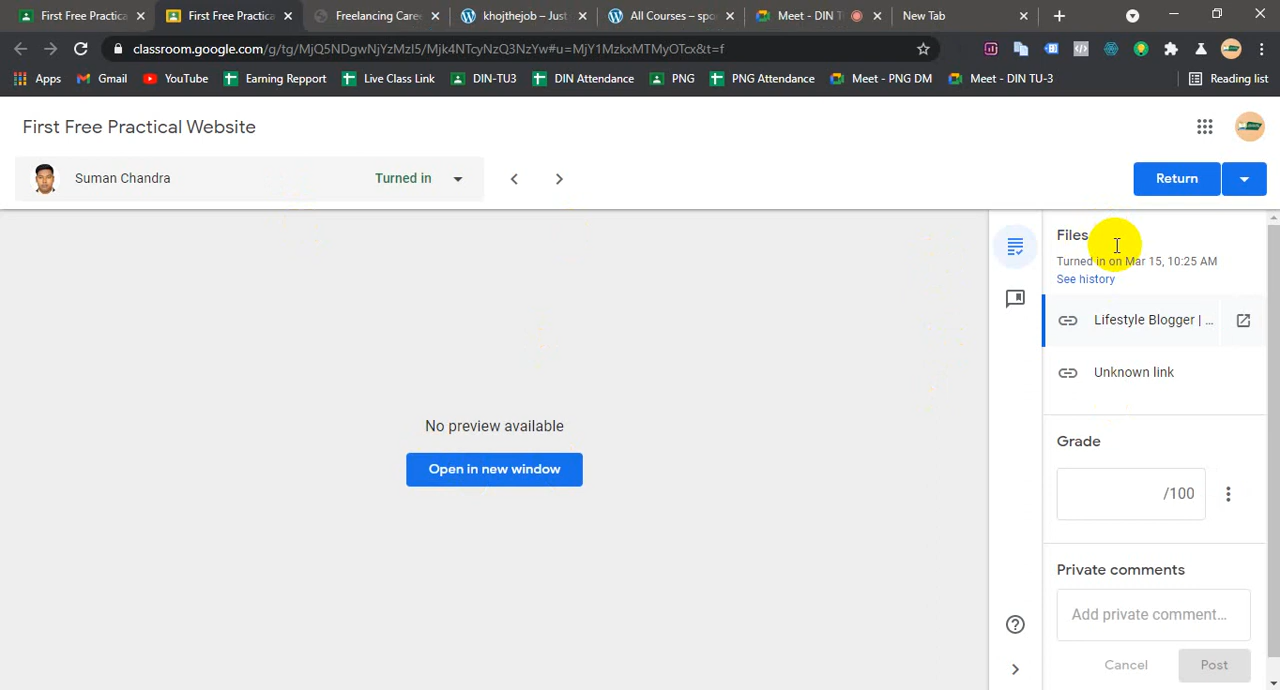 First Free Practica
First Free Practica
Freelancing Caree
khojthejob – Just
All Courses – spo
Meet - DIN T
New Tab
classroom.google.com/g/tg/MjQ5NDgwNjYzMzI5/Mjk4NTcyNzQ3NzYw#u=MjY1MzkxMTMyOTcx&t=f
Apps
Gmail
YouTube
Earning Repport
Live Class Link
DIN-TU3
DIN Attendance
PNG
PNG Attendance
Meet - PNG DM
Meet - DIN TU-3
Reading list
First Free Practical Website
Suman Chandra
Turned in
Return
Files
Turned in on Mar 15, 10:25 AM
See history
Lifestyle Blogger | ...
Unknown link
No preview available
Open in new window
Grade
/100
Private comments
Add private comment...
Cancel
Post